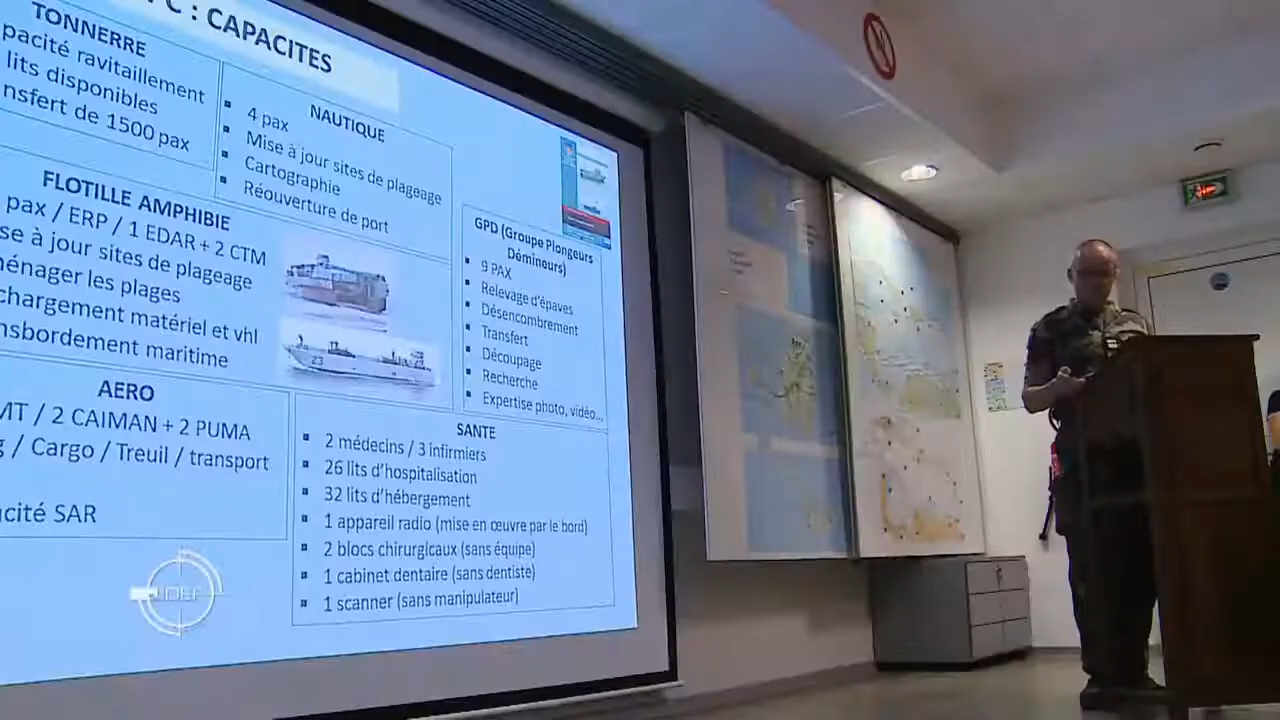 : CAPACITES
TONNERRE
pacité ravitaillement
lits disponibles
nsfert de 1500 pax
NAUTIQUE
4 pax
Mise à jour sites de plageage
Cartographie
Réouverture de port
FLOTILLE AMPHIBIE
pax / ERP / 1 EDAR + 2 CTM
se à jour sites de plageage
ménager les plages
chargement matériel et vhl
nsbordement maritime
23
GPD (Groupe Plongeurs
Démineurs)
9 PAX
Relevage d'épaves
Désencombrement
Transfert
Découpage
Recherche
Expertise photo, vidéo...
AERO
MT / 2 CAIMAN + 2 PUMA
g / Cargo / Treuil / transport
acité SAR
SANTE
2 médecins / 3 infirmiers
26 lits d'hospitalisation
32 lits d'hébergement
1 appareil radio (mise en œuvre par le bord)
2 blocs chirurgicaux (sans équipe)
1 cabinet dentaire (sans dentiste)
1 scanner (sans manipulateur)